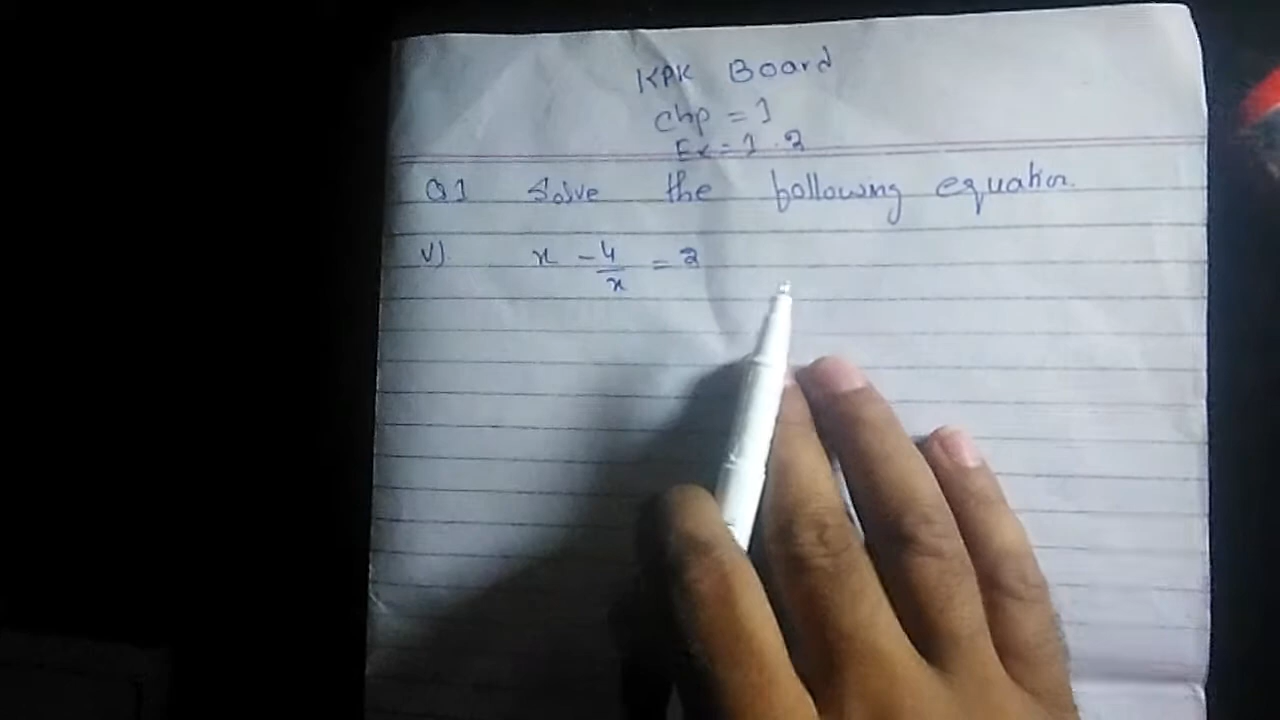 KPK Board
Chp = 1
Ex = 1.2
Q1 Solve the following equation.
v). x - 4/x = 2